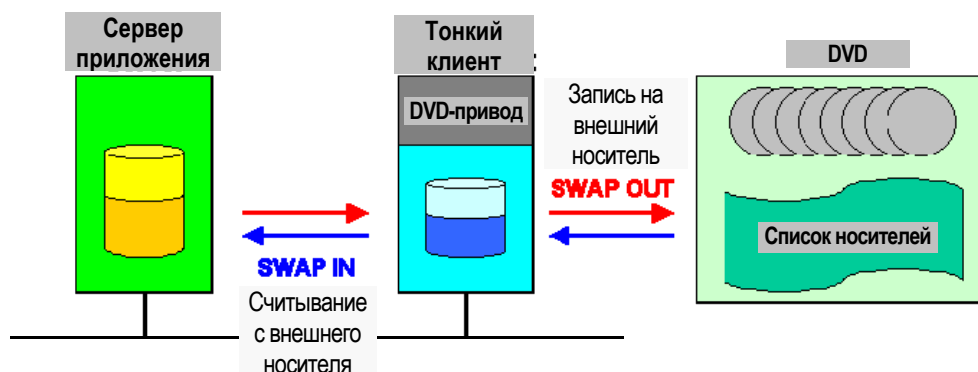 Сервер
приложения
Тонкий
клиент
:
DVD-привод
Запись на
внешний
носитель
SWAP OUT
DVD
Список носителей
SWAP IN
Считывание
с внешнего
носителя